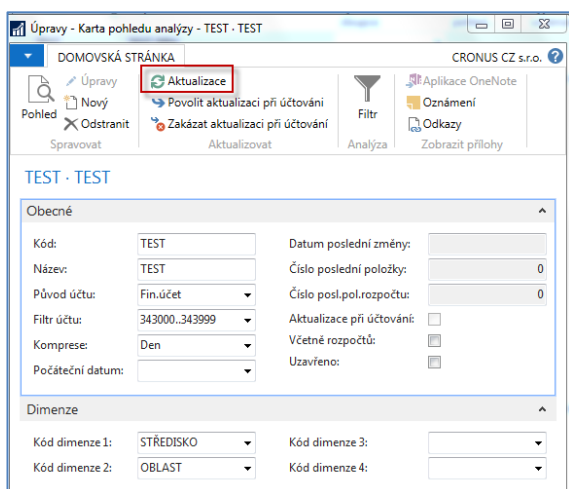 Úpravy - Karta pohledu analýzy - TEST · TEST
DOMOVSKÁ STRÁNKA
CRONUS CZ s.r.o.
Pohled
Úpravy
Nový
Odstranit
Spravovat
Aktualizace
Povolit aktualizaci při účtování
Zakázat aktualizaci při účtování
Aktualizovat
Filtr
Analýza
Aplikace OneNote
Oznámení
Odkazy
Zobrazit přílohy
TEST · TEST
Obecné
Kód: TEST
Název: TEST
Původ účtu: Fin.účet
Filtr účtu: 343000..343999
Komprese: Den
Počáteční datum:
Datum poslední změny:
Číslo poslední položky: 0
Číslo posl.pol.rozpočtu: 0
Aktualizace při účtování:
Včetně rozpočtů:
Uzavřeno:
Dimenze
Kód dimenze 1: STŘEDISKO
Kód dimenze 2: OBLAST
Kód dimenze 3:
Kód dimenze 4: